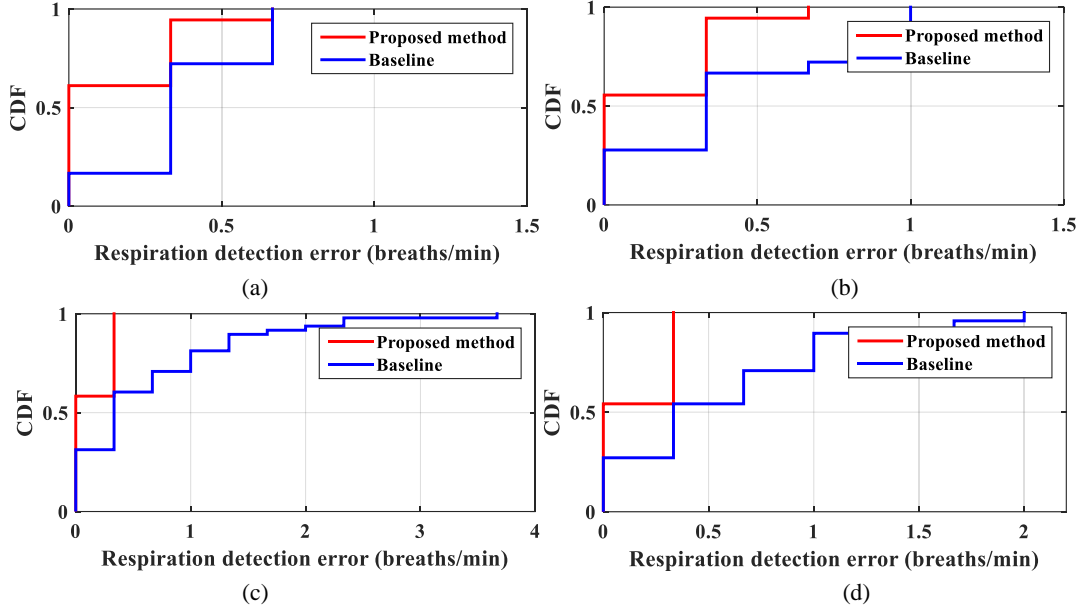 1
0.5
0
CDF
0
0.5
1
1.5
Respiration detection error (breaths/min)
Proposed method
Baseline
(a)
1
0.5
0
CDF
0
0.5
1
1.5
Respiration detection error (breaths/min)
Proposed method
Baseline
(b)
1
0.5
0
CDF
0
1
2
3
4
Respiration detection error (breaths/min)
Proposed method
Baseline
(c)
1
0.5
0
CDF
0
0.5
1
1.5
2
Respiration detection error (breaths/min)
Proposed method
Baseline
(d)